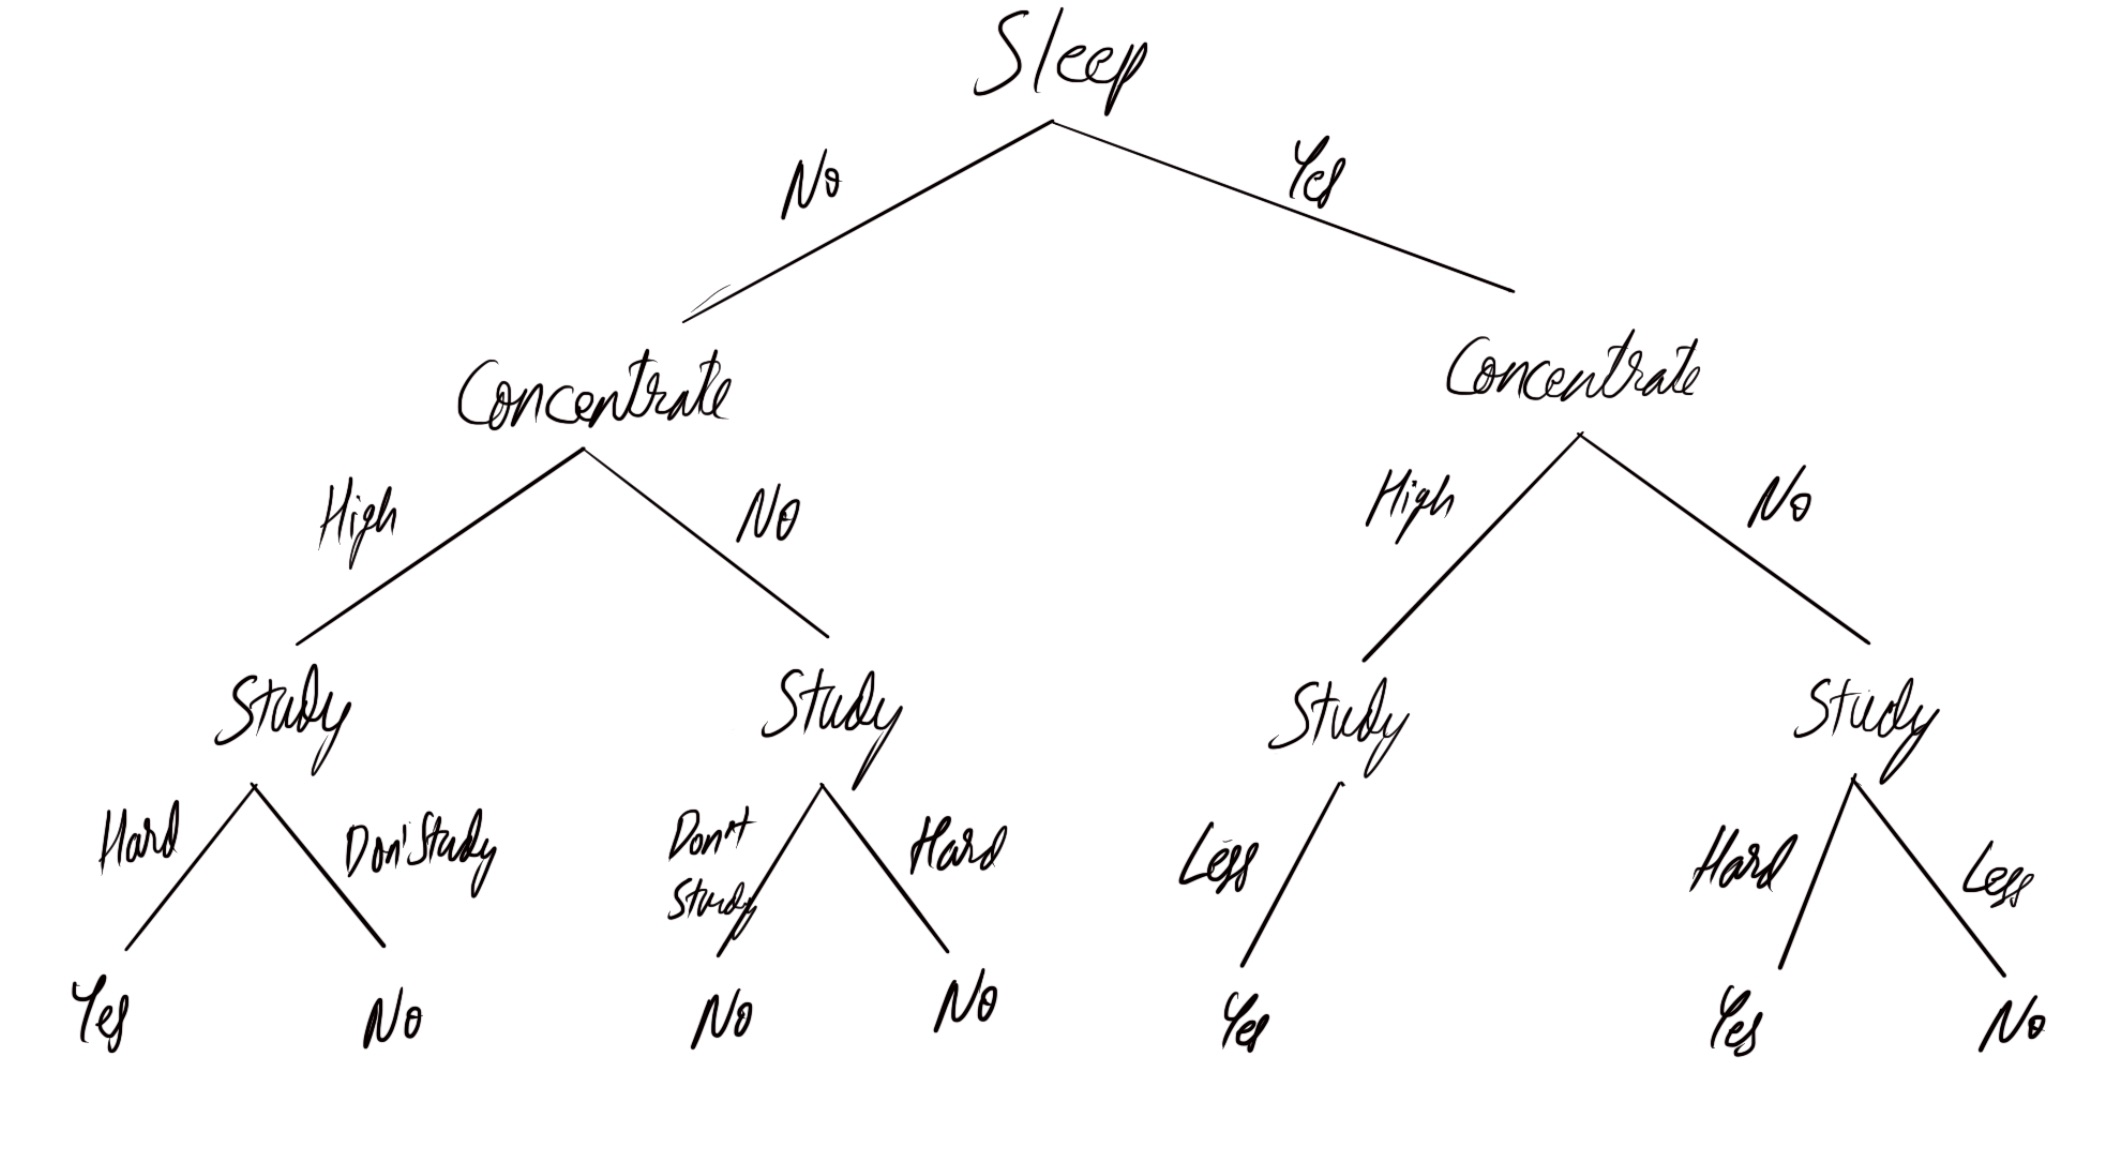 Sleep
No
Yes
Concentrate
Concentrate
High
No
High
No
Study
Study
Study
Study
Hard
Don'Study
Don't
Study
Hard
Less
Hard
Less
Yes
No
No
No
Yes
Yes
No